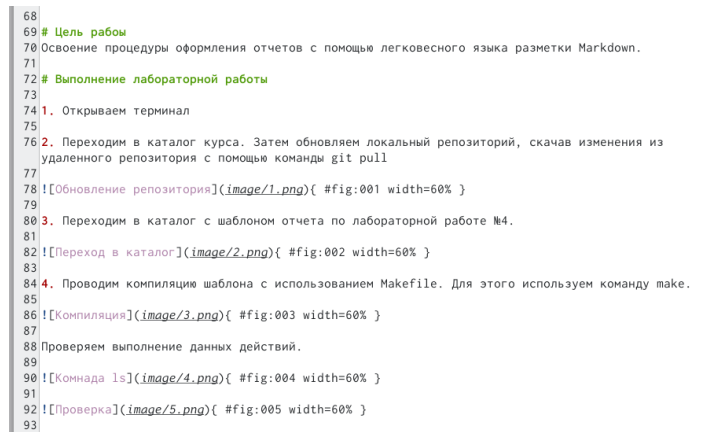 68
69 # Цель рабоы
70 Освоение процедуры оформления отчетов с помощью легковесного языка разметки Markdown.
71
72 # Выполнение лабораторной работы
73
74 1. Открываем терминал
75
76 2. Переходим в каталог курса. Затем обновляем локальный репозиторий, скачав изменения из
удаленного репозитория с помощью команды git pull
77
78 ![Обновление репозитория](image/1.png){ #fig:001 width=60% }
79
80 3. Переходим в каталог с шаблоном отчета по лабораторной работе №4.
81
82 ![Переход в каталог](image/2.png){ #fig:002 width=60% }
83
84 4. Проводим компиляцию шаблона с использованием Makefile. Для этого используем команду make.
85
86 ![Компиляция](image/3.png){ #fig:003 width=60% }
87
88 Проверяем выполнение данных действий.
89
90 ![Комнада ls](image/4.png){ #fig:004 width=60% }
91
92 ![Проверка](image/5.png){ #fig:005 width=60% }
93